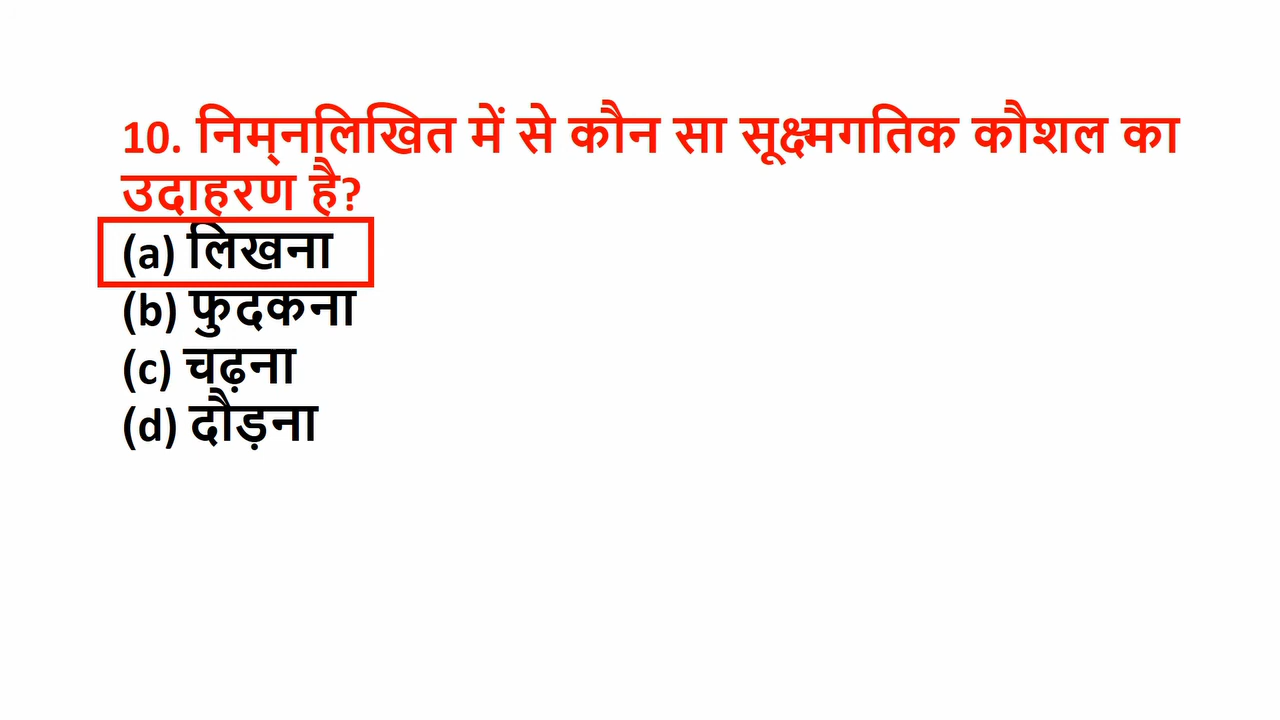 10. निम्नलिखित में से कौन सा सूक्ष्मगतिक कौशल का
उदाहरण है?
(a) लिखना
(b) फुदकना
(c) चढ़ना
(d) दौड़ना